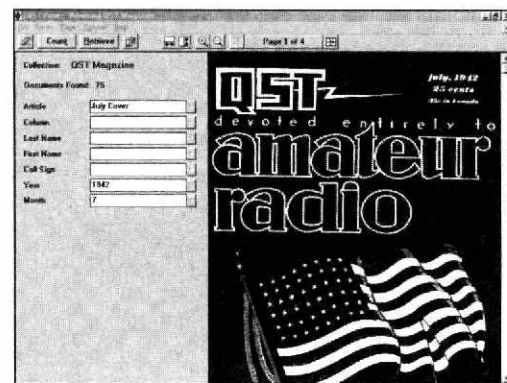 Count Retrieve Page 1 of 4
Collection: QST Magazine
Documents Found: 75
Article July Cover
Column
Last Name
First Name
Call Sign
Year 1942
Month 7
QST
july, 1942
25 cents
devoted entirely to
amateur
radio